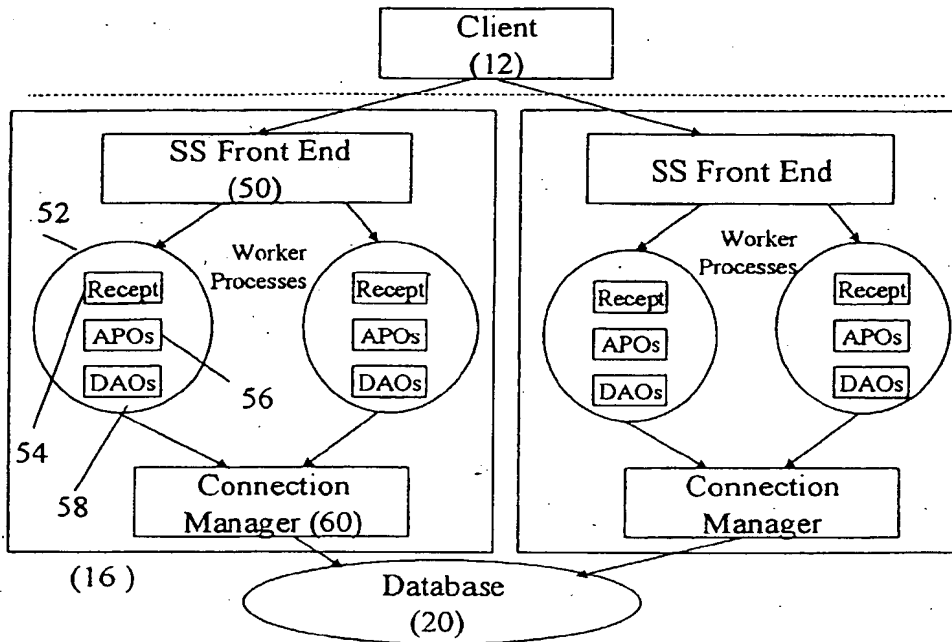 Client
(12)
SS Front End
(50)
SS Front End
52
Worker
Processes
Worker
Processes
Recept
APOs
DAOs
Recept
APOs
DAOs
Recept
APOs
DAOs
Recept
APOs
DAOs
56
54
58
Connection
Manager (60)
Connection
Manager
(16 )
Database
(20)